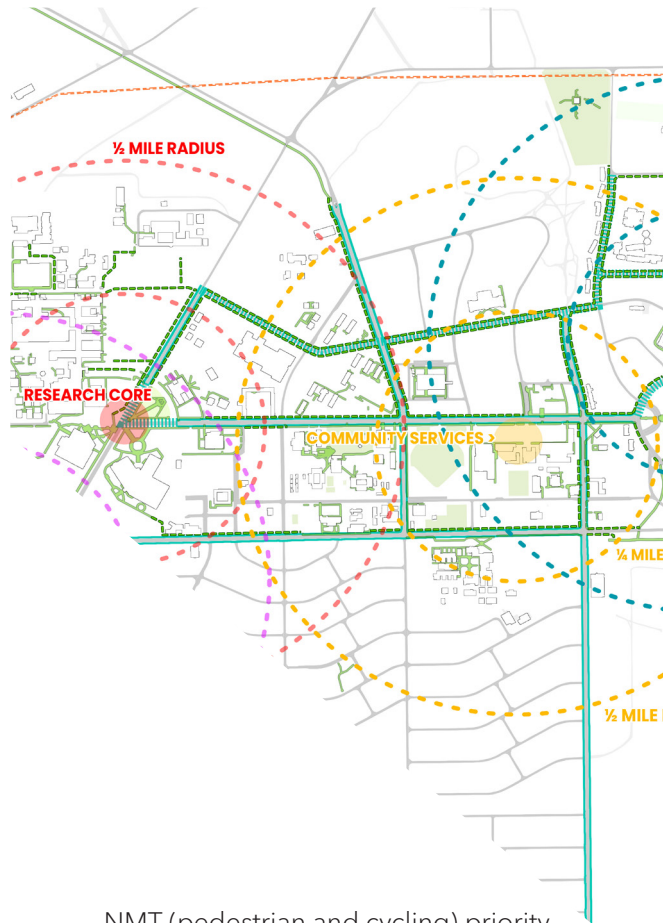 ½ MILE RADIUS
RESEARCH CORE
COMMUNITY SERVICES >
¼ MILE
½ MILE
NMT (pedestrian and cycling) priority